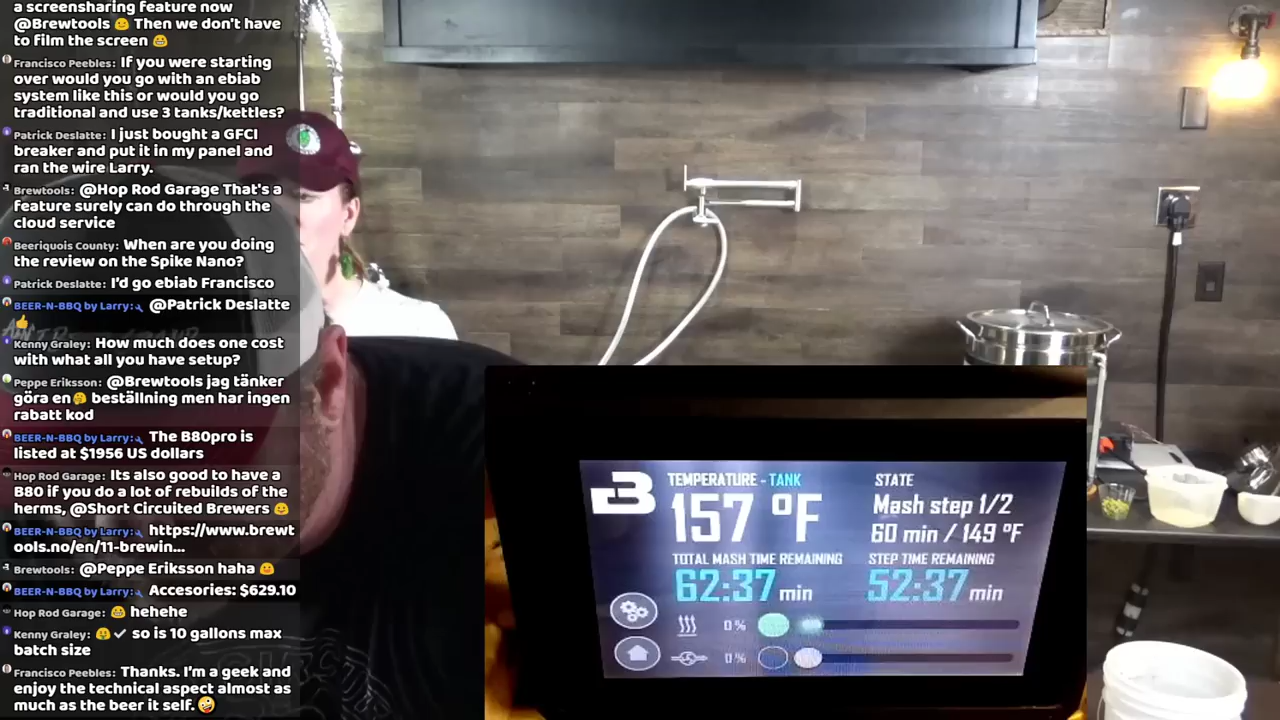 a screensharing feature now
@Brewtools 🙂 Then we don't have
to film the screen 😁
Francisco Peebles: If you were starting
over would you go with an ebiab
system like this or would you go
traditional and use 3 tanks/kettles?
Patrick Deslatte: I just bought a GFCI
breaker and put it in my panel and
ran the wire Larry.
Brewtools: @Hop Rod Garage That's a
feature surely can do through the
cloud service
Beeriquois County: When are you doing
the review on the Spike Nano?
Patrick Deslatte: I'd go ebiab Francisco
BEER-N-BBQ by Larry: @Patrick Deslatte
👍
Kenny Graley: How much does one cost
with what all you have setup?
Peppe Eriksson: @Brewtools jag tänker
göra en🤔 beställning men har ingen
rabatt kod
BEER-N-BBQ by Larry: The B80pro is
listed at $1956 US dollars
Hop Rod Garage: Its also good to have a
B80 if you do a lot of rebuilds of the
herms, @Short Circuited Brewers 🙂
BEER-N-BBQ by Larry: https://www.brewt
ools.no/en/11-brewin...
Brewtools: @Peppe Eriksson haha 🙂
BEER-N-BBQ by Larry: Accesories: $629.10
Hop Rod Garage: 😁 hehehe
Kenny Graley: 🤑 ✔ so is 10 gallons max
batch size
Francisco Peebles: Thanks. I'm a geek and
enjoy the technical aspect almost as
much as the beer it self. 🤪
TEMPERATURE - TANK
157 °F
STATE
Mash step 1/2
60 min / 149 °F
TOTAL MASH TIME REMAINING
62:37 min
STEP TIME REMAINING
52:37 min
0 %
0 %